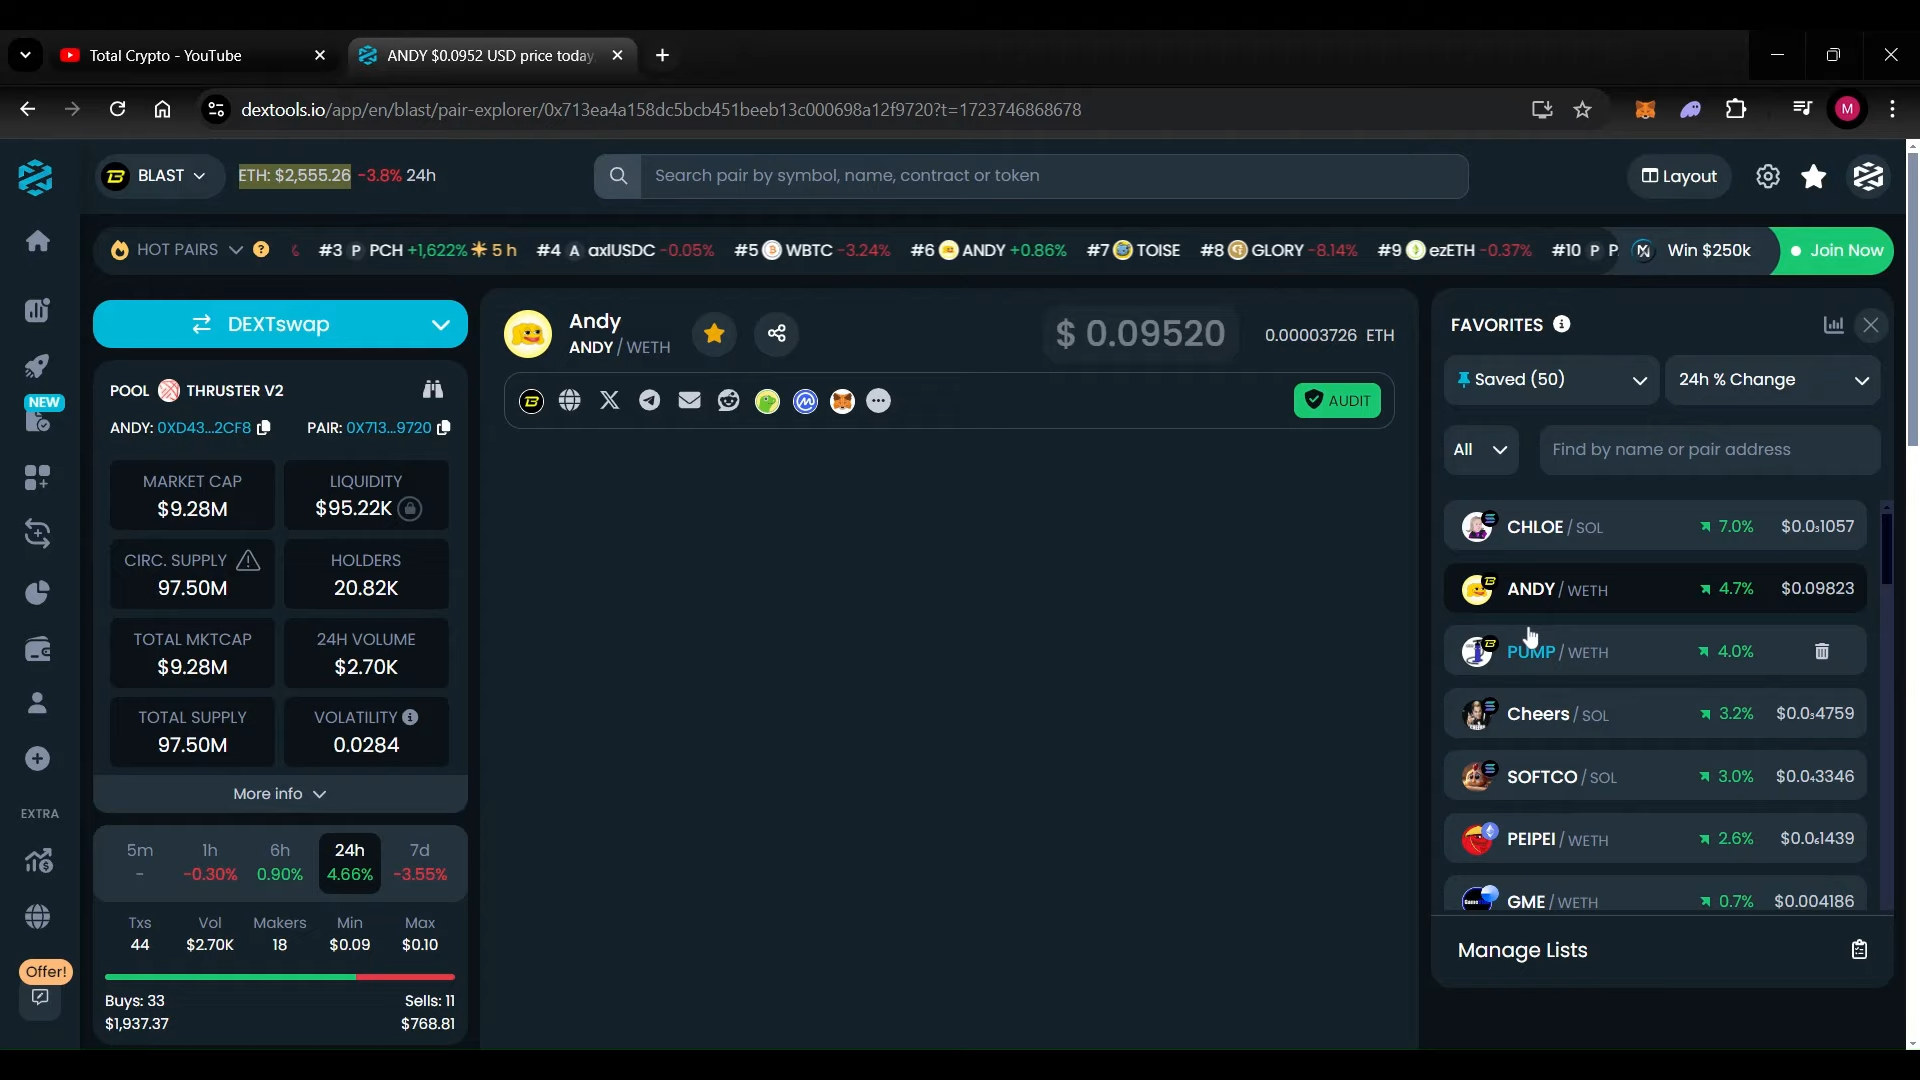 Total Crypto - YouTube
ANDY $0.0952 USD price today
dextools.io/app/en/blast/pair-explorer/0x713ea4a158dc5bcb451beeb13c000698a12f9720?t=1723746868678
M
BLAST
ETH: $2,555.26 -3.8% 24h
Search pair by symbol, name, contract or token
Layout
HOT PAIRS
#3 P PCH +1,622% 5 h #4 A axlUSDC -0.05% #5 WBTC -3.24% #6 ANDY +0.86% #7 TOISE #8 GLORY -8.14% #9 ezETH -0.37% #10 P P
Win $250k
Join Now
NEW
EXTRA
Offer!
DEXTswap
POOL THRUSTER V2
ANDY: 0XD43...2CF8 PAIR: 0X713...9720
MARKET CAP LIQUIDITY
$9.28M $95.22K
CIRC. SUPPLY HOLDERS
97.50M 20.82K
TOTAL MKTCAP 24H VOLUME
$9.28M $2.70K
TOTAL SUPPLY VOLATILITY
97.50M 0.0284
More info
5m 1h 6h 24h 7d
- -0.30% 0.90% 4.66% -3.55%
Txs Vol Makers Min Max
44 $2.70K 18 $0.09 $0.10
Buys: 33 Sells: 11
$1,937.37 $768.81
Andy
ANDY / WETH
$ 0.09520
0.00003726 ETH
AUDIT
FAVORITES
Saved (50) 24h % Change
All Find by name or pair address
CHLOE / SOL 7.0% $0.0₃1057
ANDY / WETH 4.7% $0.09823
PUMP / WETH 4.0%
Cheers / SOL 3.2% $0.0₃4759
SOFTCO / SOL 3.0% $0.0₄3346
PEIPEI / WETH 2.6% $0.0₆1439
GME / WETH 0.7% $0.004186
Manage Lists